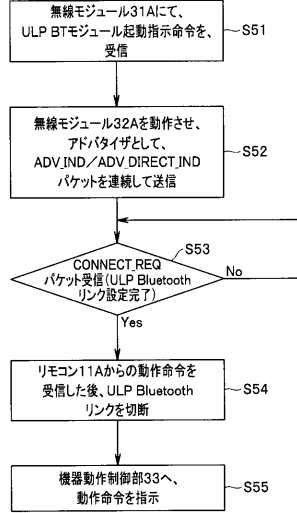 無線モジュール31Aにて、
ULP BTモジュール起動指示命令を、
受信
S51
無線モジュール32Aを動作させ、
アドバタイザとして、
ADV_IND／ADV_DIRECT_IND
パケットを連続して送信
S52
S53
CONNECT_REQ
パケット受信(ULP Bluetooth
リンク設定完了)
No
Yes
リモコン11Aからの動作命令を
受信した後、ULP Bluetooth
リンクを切断
S54
機器動作制御部33へ、
動作命令を指示
S55